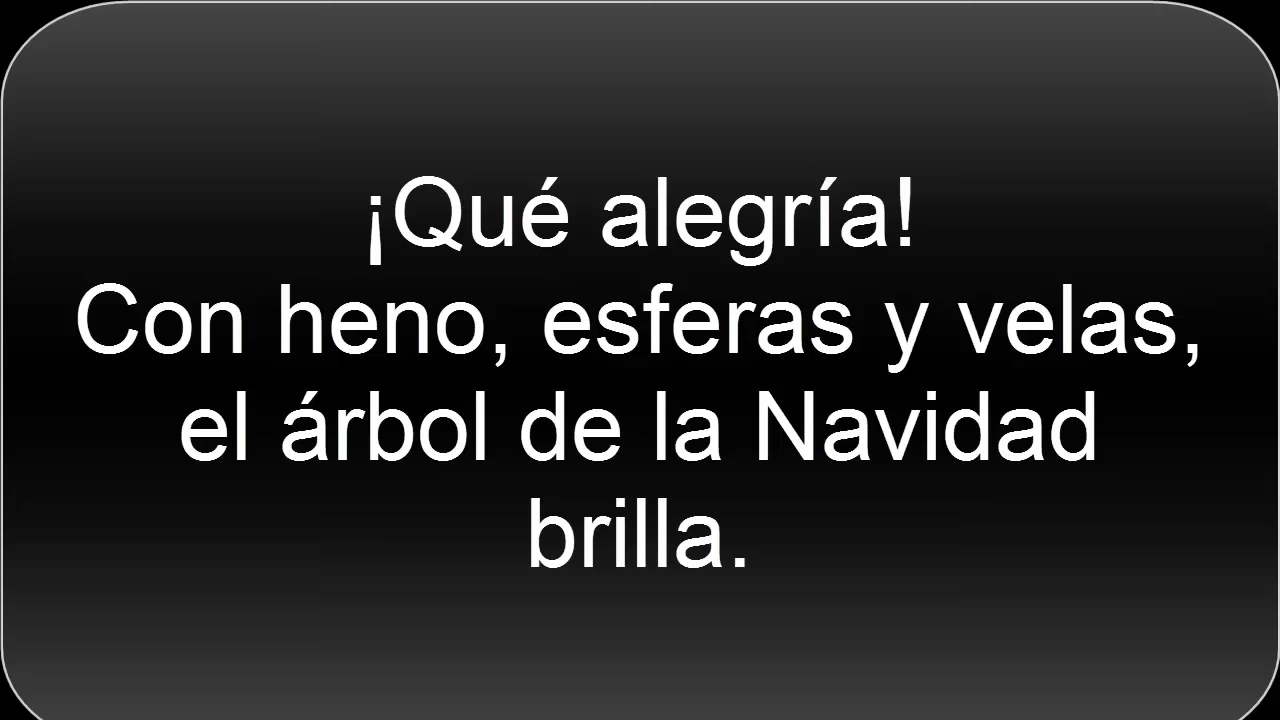 ¡Qué alegría!
Con heno, esferas y velas,
el árbol de la Navidad
brilla.